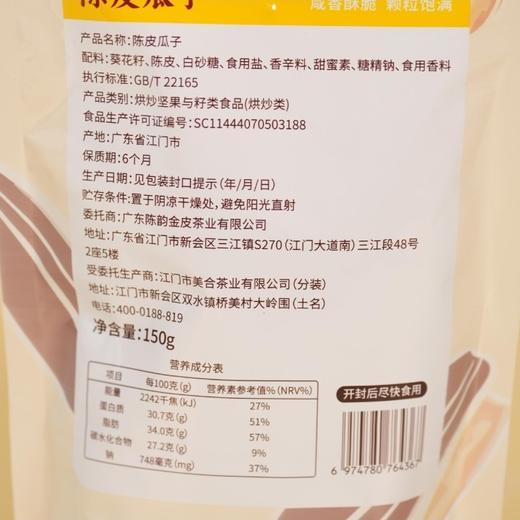 陈皮瓜子
咸香酥脆 颗粒饱满
产品名称:陈皮瓜子
配料:葵花籽、陈皮、白砂糖、食用盐、香辛料、甜蜜素、糖精钠、食用香料
执行标准:GB/T 22165
产品类别:烘炒坚果与籽类食品(烘炒类)
食品生产许可证编号:SC11444070503188
产地:广东省江门市
保质期:6个月
生产日期:见包装封口提示(年/月/日)
贮存条件:置于阴凉干燥处,避免阳光直射
委托商:广东陈韵金皮茶业有限公司
地址:广东省江门市新会区三江镇S270(江门大道南)三江段48号
2座5楼
受委托生产商:江门市美合茶业有限公司(分装)
地址:江门市新会区双水镇桥美村大岭围(土名)
电话:400-0188-819
净含量:150g
营养成分表
项目 每100克(g) 营养素参考值%(NRV%)
能量 2242千焦(kJ) 27%
蛋白质 30.7克(g) 51%
脂肪 34.0克(g) 57%
碳水化合物 27.2克(g) 9%
钠 748毫克(mg) 37%
开封后尽快食用
6 974780 764367